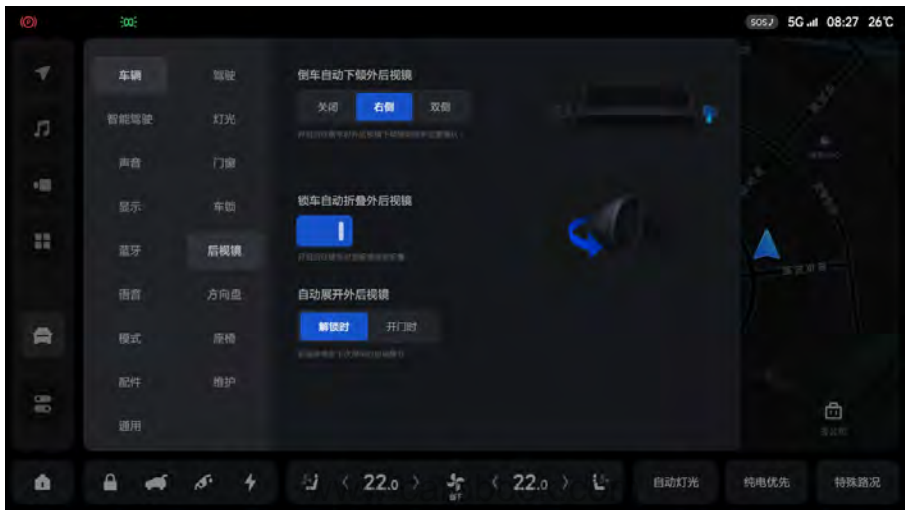 SOS 5G 08:27 26℃
车辆
驾驶
倒车自动下倾外后视镜
关闭
右侧
双侧
智能驾驶
灯光
声音
门窗
显示
车锁
锁车自动折叠外后视镜
蓝牙
后视镜
语音
方向盘
自动展开外后视镜
解锁时
开门时
模式
座椅
配件
维护
通用
22.0
22.0
自动灯光
纯电优先
特殊路况